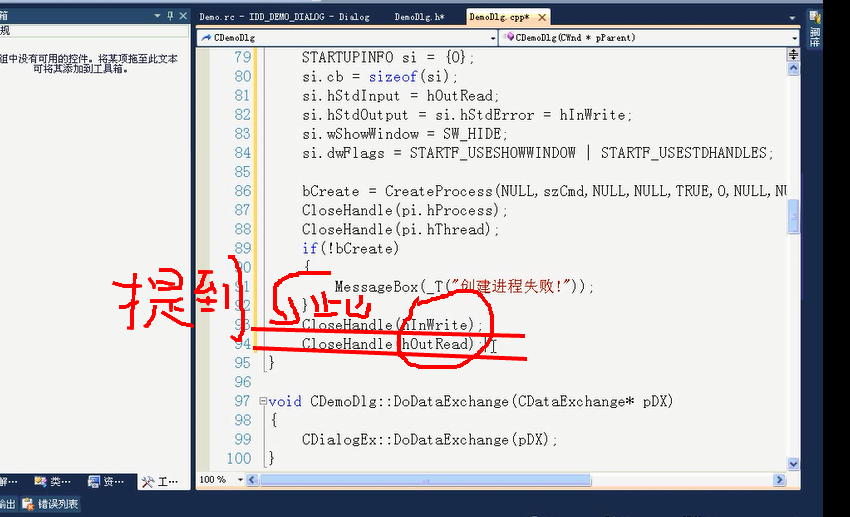 箱
Demo.rc - IDD_DEMO_DIALOG - Dialog DemoDlg.h* DemoDlg.cpp*
规
CDemoDlg CDemoDlg(CWnd * pParent)
组中没有可用的控件。将某项拖至此文本
可将其添加到工具箱。
79 STARTUPINFO si = {0};
80 si.cb = sizeof(si);
81 si.hStdInput = hOutRead;
82 si.hStdOutput = si.hStdError = hInWrite;
83 si.wShowWindow = SW_HIDE;
84 si.dwFlags = STARTF_USESHOWWINDOW | STARTF_USESTDHANDLES;
85
86 bCreate = CreateProcess(NULL,szCmd,NULL,NULL,TRUE,0,NULL,NU
87 CloseHandle(pi.hProcess);
88 CloseHandle(pi.hThread);
89 if(!bCreate)
90 {
91 MessageBox(_T("创建进程失败!"));
92 }
93 CloseHandle(hInWrite);
94 CloseHandle(hOutRead);
95 }
96
97 void CDemoDlg::DoDataExchange(CDataExchange* pDX)
98 {
99 CDialogEx::DoDataExchange(pDX);
100 }
提到
100 %
解... 类... 资... 工...
输出 错误列表